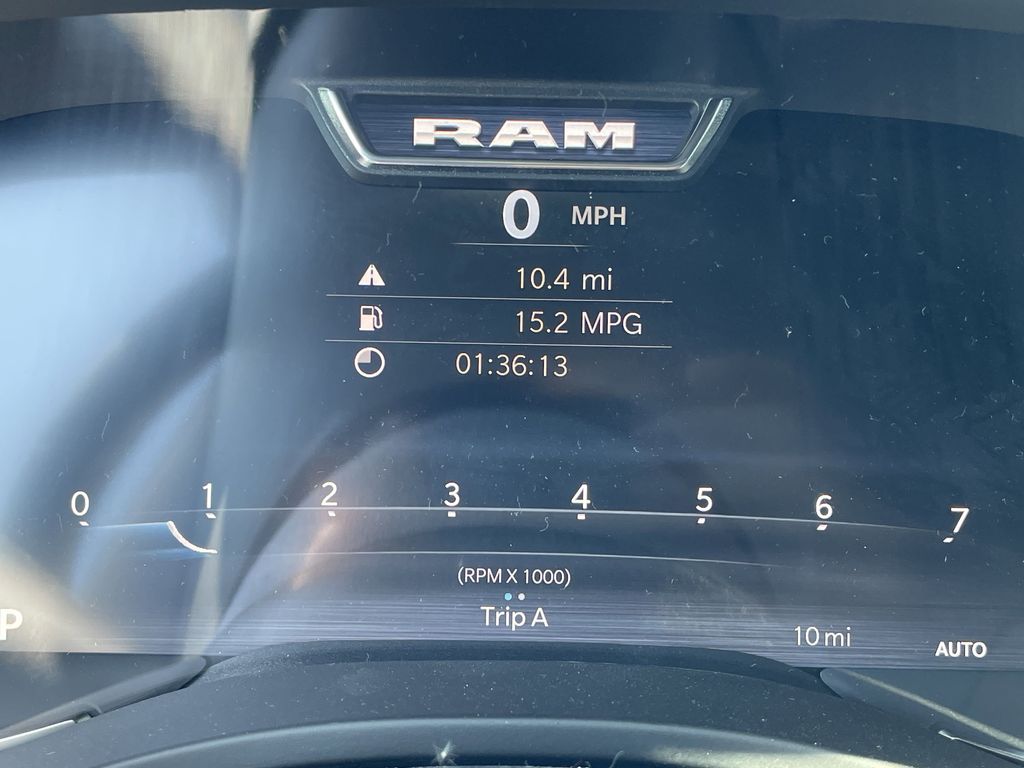 RAM
0 MPH
10.4 mi
15.2 MPG
01:36:13
0 1 2 3 4 5 6 7
(RPM X 1000)
Trip A
P
10 mi
AUTO